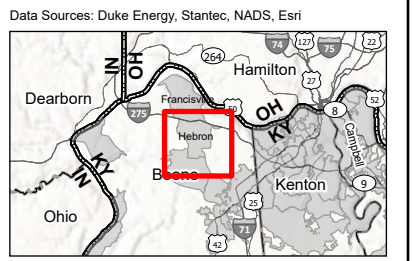 Data Sources: Duke Energy, Stantec, NADS, Esri
74 127 75 22
IN OH 264 Hamilton 27
Dearborn Francisville 50 OH 52
275 KY 8
Hebron Campbell
KY IN Boone Kenton 9
Ohio 25
71
42